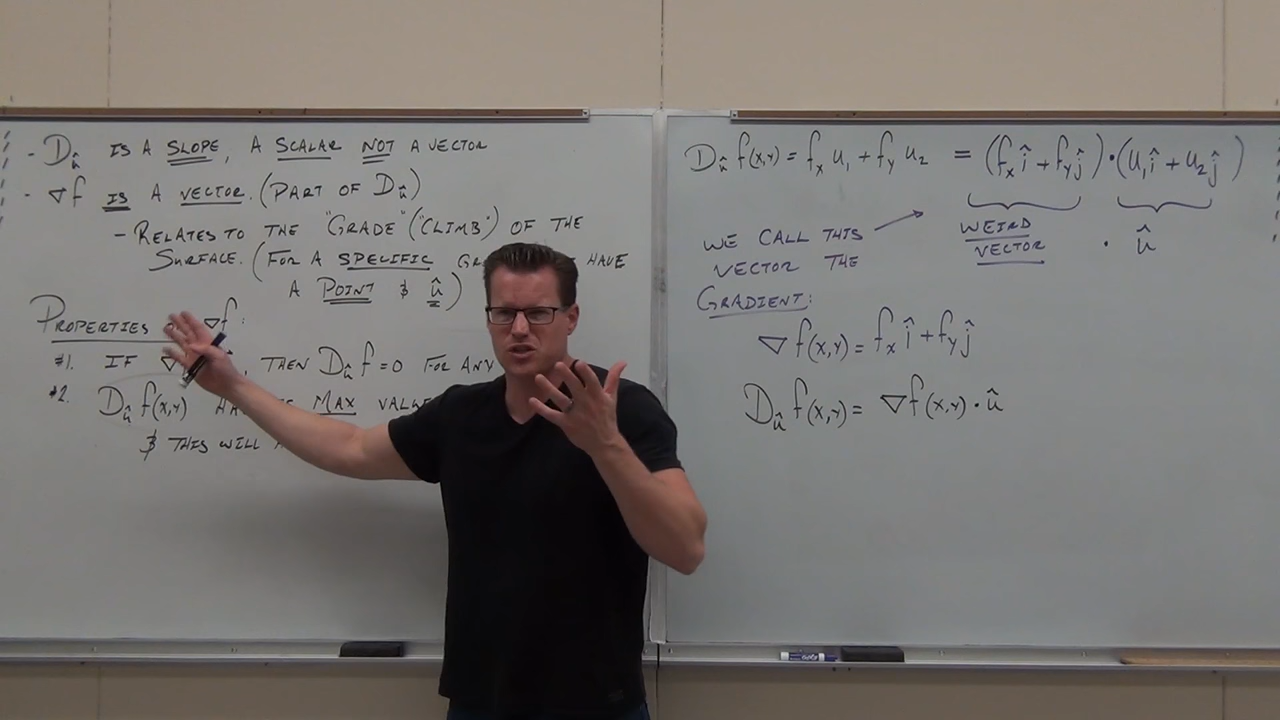 - Dû IS A SLOPE, A SCALAR NOT A VECTOR
- ∇f IS A VECTOR. (PART OF Dû)
- RELATES TO THE "GRADE" ("CLIMB") OF THE
SURFACE. (FOR A SPECIFIC HAVE
A POINT & û)
PROPERTIES ∇f:
#1. IF , THEN Dû f = 0 FOR ANY
#2. Dû f(x,y) MAX VALUE
& THIS WILL
Dû f(x,y) = fx u1 + fy u2 = (fx î + fy ĵ) · (u1 î + u2 ĵ)
WE CALL THIS
VECTOR THE
GRADIENT:
WEIRD
VECTOR · û
∇f(x,y) = fx î + fy ĵ
Dû f(x,y) = ∇f(x,y) · û